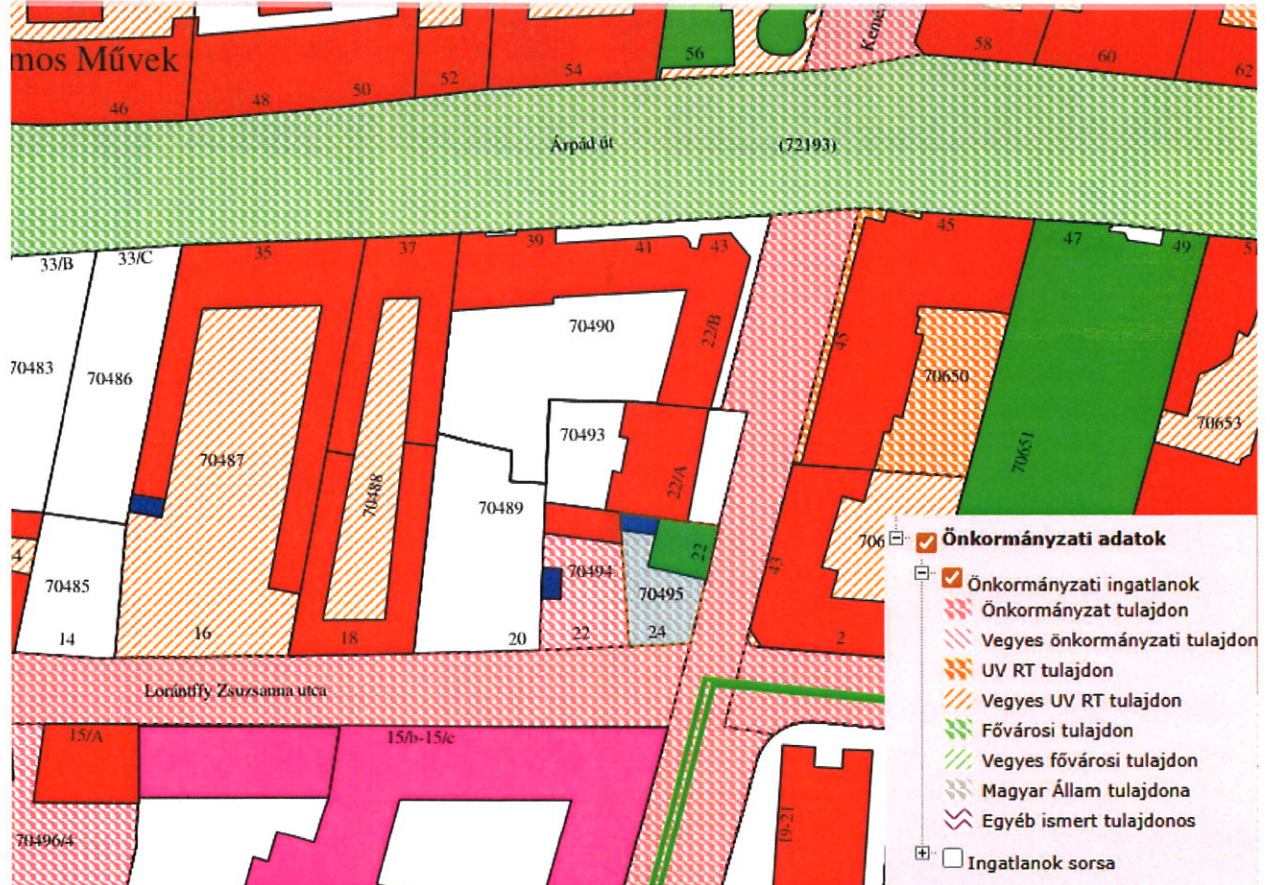 mos Művek
46
48
50
52
54
56
58
60
62
Árpád út
(72193)
33/B
33/C
35
37
39
41
43
45
47
49
70483
70486
70487
70488
70490
22/B
45
70650
70651
70653
70493
22/A
70489
70485
70494
70495
22
43
14
16
18
20
22
24
2
Lorántffy Zsuzsanna utca
15/A
15/b-15/c
70496/4
19-21
Önkormányzati adatok
Önkormányzati ingatlanok
Önkormányzat tulajdon
Vegyes önkormányzati tulajdon
UV RT tulajdon
Vegyes UV RT tulajdon
Fővárosi tulajdon
Vegyes fővárosi tulajdon
Magyar Állam tulajdona
Egyéb ismert tulajdonos
Ingatlanok sorsa